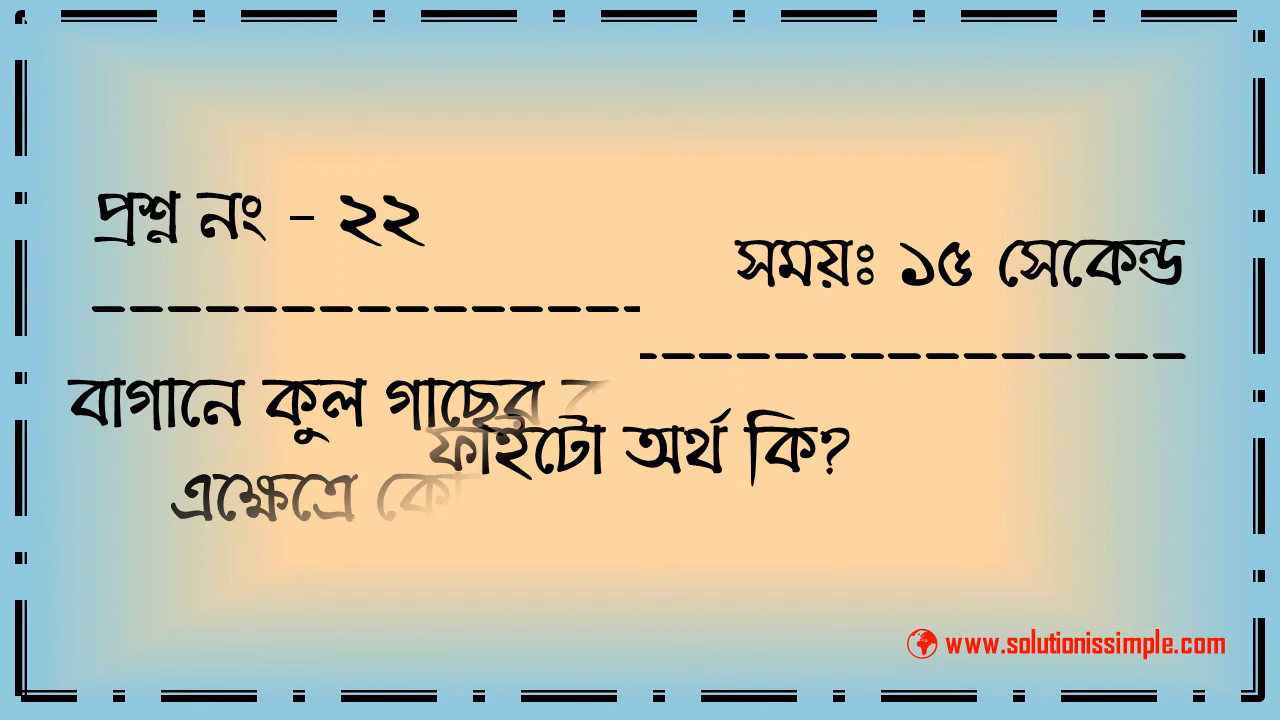 প্রশ্ন নং - ২২
সময়ঃ ১৫ সেকেন্ড
বাগানে কুল গাছের
ফাইটো অর্থ কি?
এক্ষেত্রে
www.solutionissimple.com